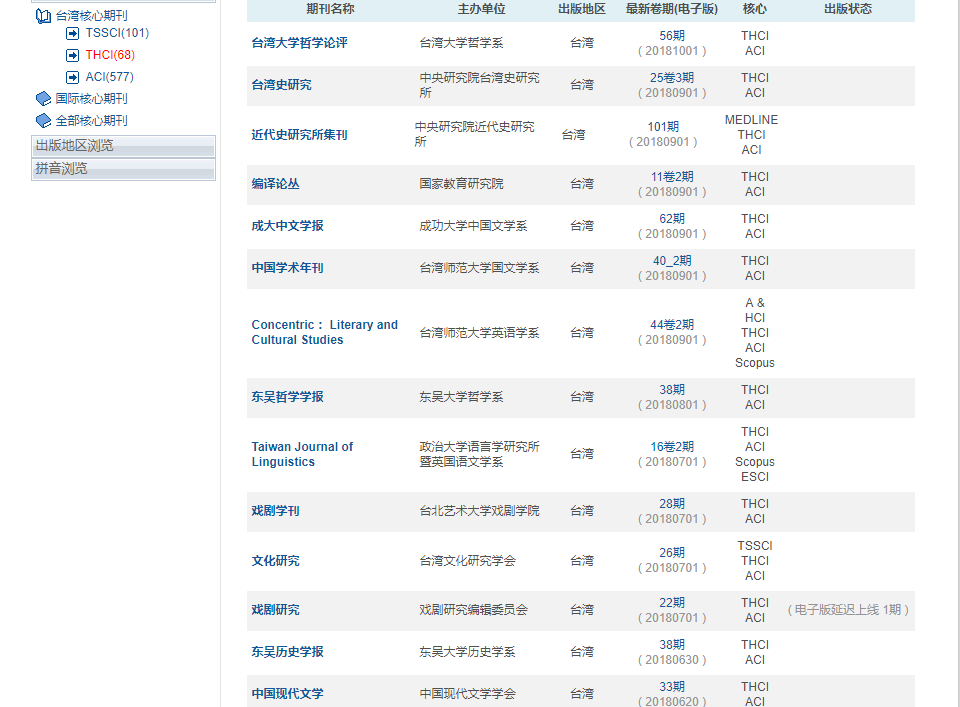 台湾核心期刊
TSSCI(101)
THCI(68)
ACI(577)
国际核心期刊
全部核心期刊
出版地区浏览
拼音浏览
期刊名称 主办单位 出版地区 最新卷期(电子版) 核心 出版状态
台湾大学哲学论评 台湾大学哲学系 台湾 56期 THCI
( 20181001 ) ACI
台湾史研究 中央研究院台湾史研究 台湾 25卷3期 THCI
所 ( 20180901 ) ACI
近代史研究所集刊 中央研究院近代史研究 台湾 101期 MEDLINE
所 ( 20180901 ) THCI
ACI
编译论丛 国家教育研究院 台湾 11卷2期 THCI
( 20180901 ) ACI
成大中文学报 成功大学中国文学系 台湾 62期 THCI
( 20180901 ) ACI
中国学术年刊 台湾师范大学国文学系 台湾 40_2期 THCI
( 20180901 ) ACI
Concentric： Literary and 台湾师范大学英语学系 台湾 44卷2期 A &
Cultural Studies ( 20180901 ) HCI
THCI
ACI
Scopus
东吴哲学学报 东吴大学哲学系 台湾 38期 THCI
( 20180801 ) ACI
Taiwan Journal of 政治大学语言学研究所 台湾 16卷2期 THCI
Linguistics 暨英国语文学系 ( 20180701 ) ACI
Scopus
ESCI
戏剧学刊 台北艺术大学戏剧学院 台湾 28期 THCI
( 20180701 ) ACI
文化研究 台湾文化研究学会 台湾 26期 TSSCI
( 20180701 ) THCI
ACI
戏剧研究 戏剧研究编辑委员会 台湾 22期 THCI ( 电子版延迟上线 1期 )
( 20180701 ) ACI
东吴历史学报 东吴大学历史学系 台湾 38期 THCI
( 20180630 ) ACI
中国现代文学 中国现代文学学会 台湾 33期 THCI
( 20180620 ) ACI